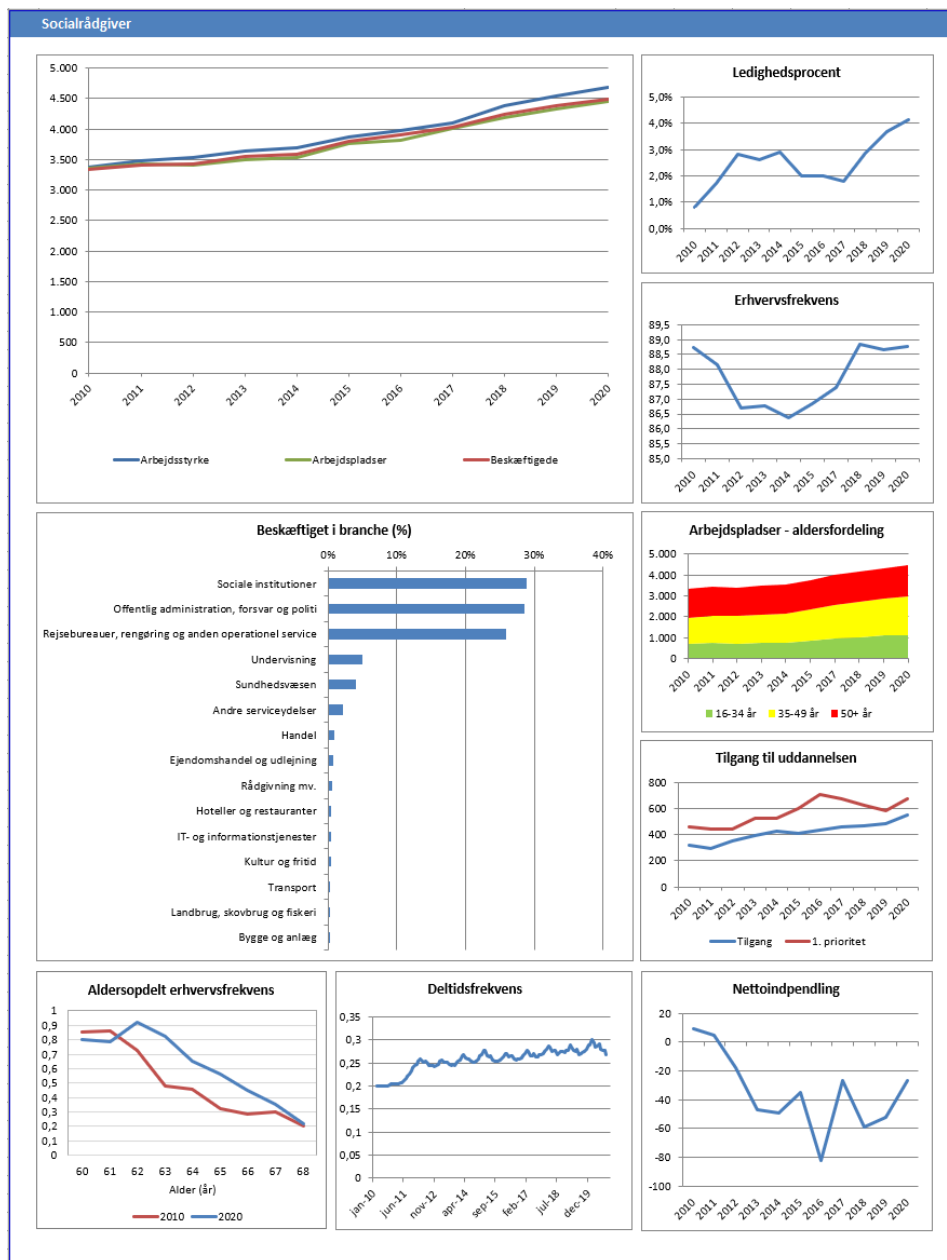 Socialrådgiver
5.000
4.500
4.000
3.500
3.000
2.500
2.000
1.500
1.000
500
0
2010 2011 2012 2013 2014 2015 2016 2017 2018 2019 2020
Arbejdsstyrke Arbejdspladser Beskæftigede
Ledighedsprocent
5,0%
4,0%
3,0%
2,0%
1,0%
0,0%
2010 2011 2012 2013 2014 2015 2016 2017 2018 2019 2020
Erhvervsfrekvens
89,5
89,0
88,5
88,0
87,5
87,0
86,5
86,0
85,5
85,0
2010 2011 2012 2013 2014 2015 2016 2017 2018 2019 2020
Beskæftiget i branche (%)
0% 10% 20% 30% 40%
Sociale institutioner
Offentlig administration, forsvar og politi
Rejsebureauer, rengøring og anden operationel service
Undervisning
Sundhedsvæsen
Andre serviceydelser
Handel
Ejendomshandel og udlejning
Rådgivning mv.
Hoteller og restauranter
IT- og informationstjenester
Kultur og fritid
Transport
Landbrug, skovbrug og fiskeri
Bygge og anlæg
Arbejdspladser - aldersfordeling
5.000
4.000
3.000
2.000
1.000
0
2010 2011 2012 2013 2014 2015 2016 2017 2018 2019 2020
16-34 år 35-49 år 50+ år
Tilgang til uddannelsen
800
600
400
200
0
2010 2011 2012 2013 2014 2015 2016 2017 2018 2019 2020
Tilgang 1. prioritet
Aldersopdelt erhvervsfrekvens
1
0,9
0,8
0,7
0,6
0,5
0,4
0,3
0,2
0,1
0
60 61 62 63 64 65 66 67 68
Alder (år)
2010 2020
Deltidsfrekvens
0,35
0,3
0,25
0,2
0,15
0,1
0,05
0
jan-10 jun-11 nov-12 apr-14 sep-15 feb-17 jul-18 dec-19
Nettoindpendling
20
0
-20
-40
-60
-80
-100
2010 2011 2012 2013 2014 2015 2016 2017 2018 2019 2020